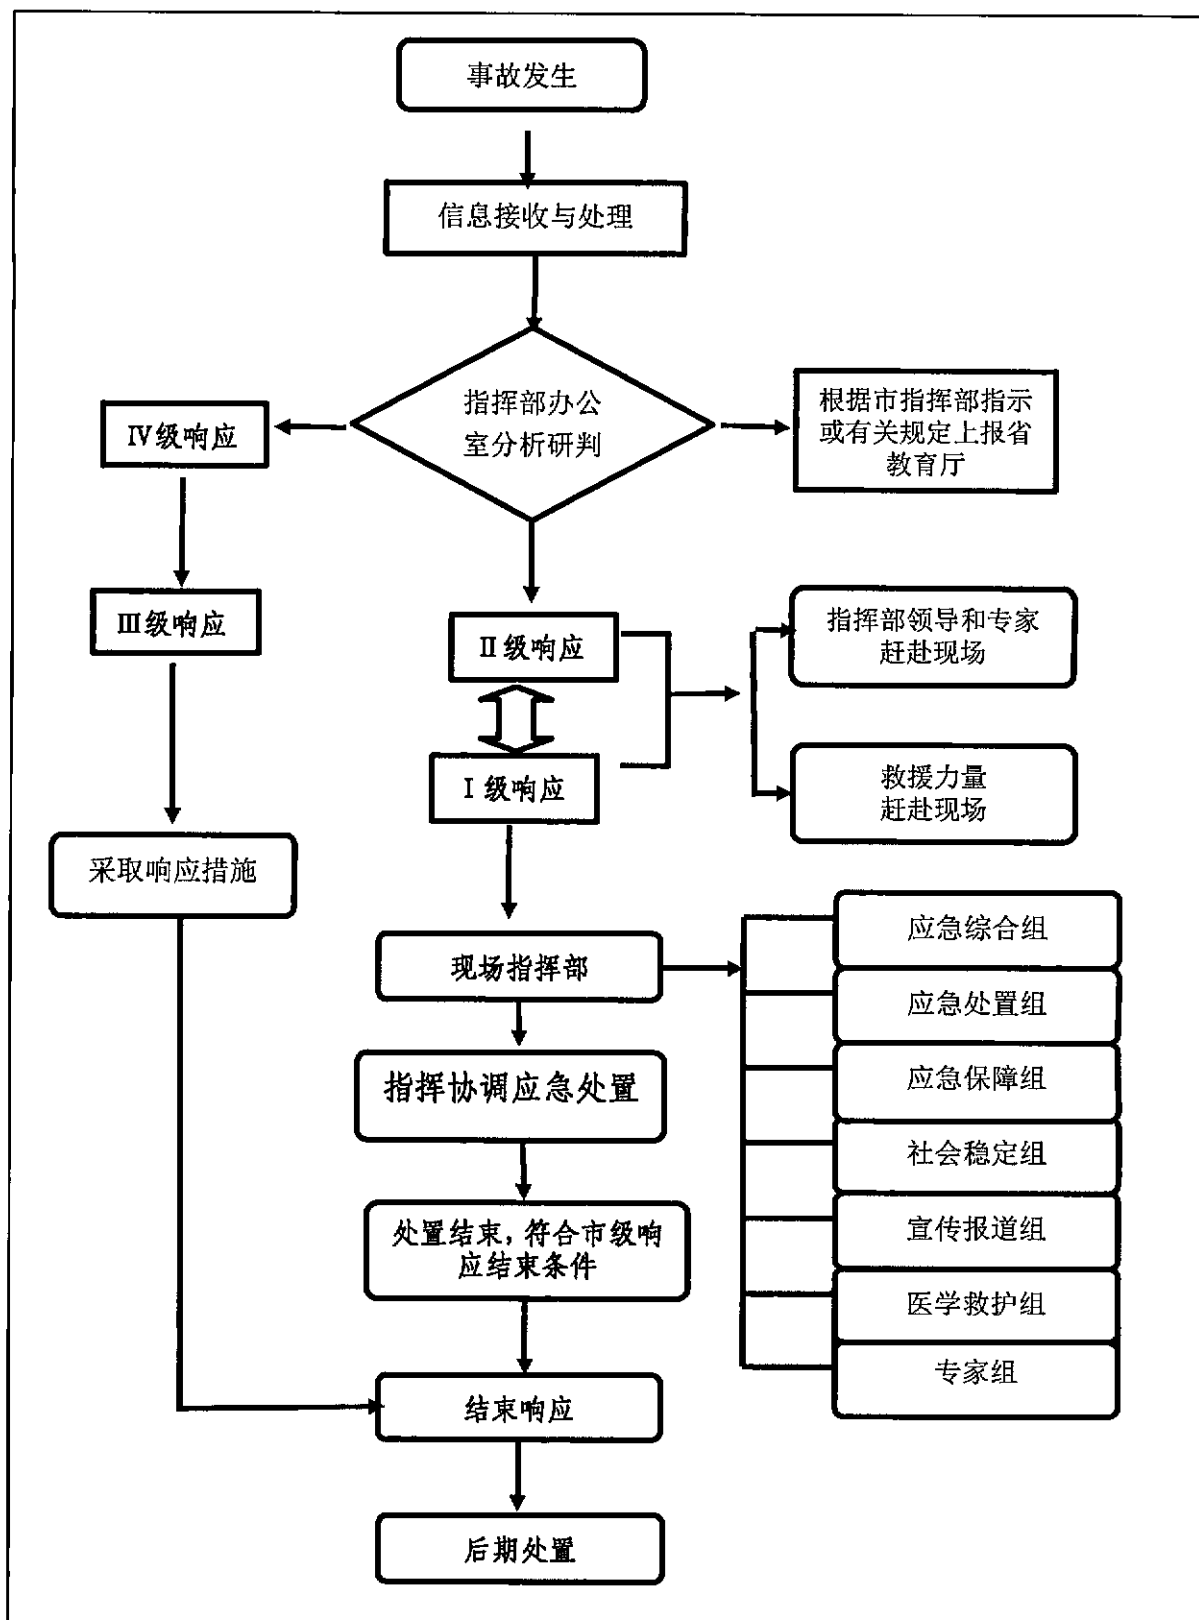 事故发生
信息接收与处理
指挥部办公
室分析研判
根据市指挥部指示
或有关规定上报省
教育厅
Ⅳ级响应
Ⅲ级响应
Ⅱ级响应
指挥部领导和专家
赶赴现场
Ⅰ级响应
救援力量
赶赴现场
采取响应措施
现场指挥部
应急综合组
应急处置组
应急保障组
社会稳定组
宣传报道组
医学救护组
专家组
指挥协调应急处置
处置结束，符合市级响
应结束条件
结束响应
后期处置